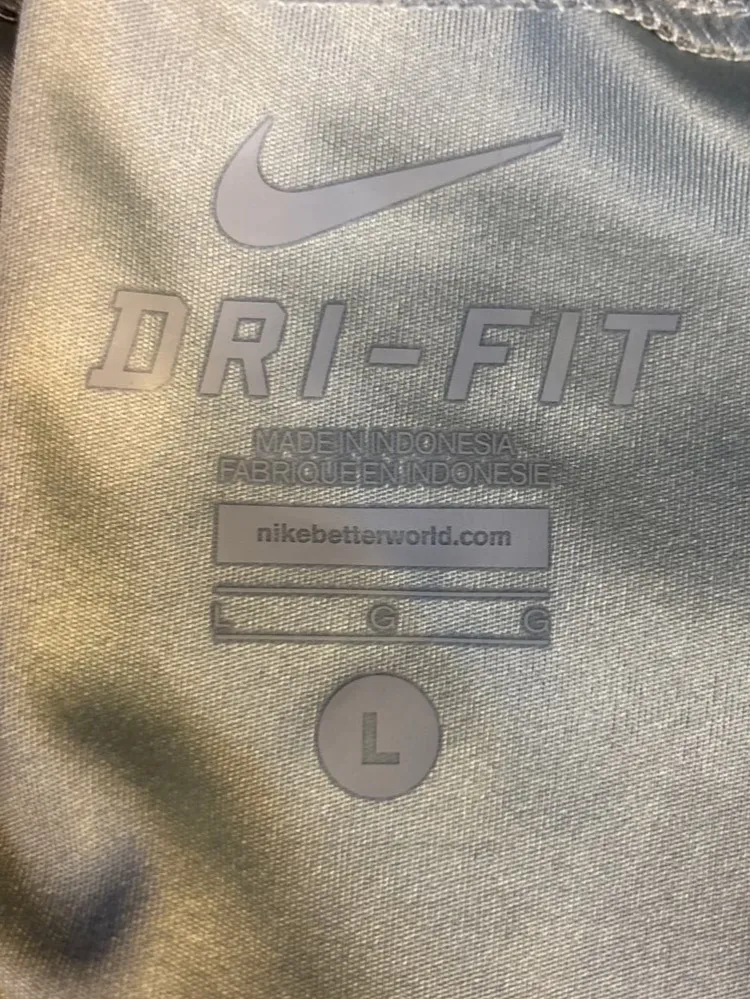 DRI-FIT
MADE IN INDONESIA
FABRIQUE EN INDONESIE
nikebetterworld.com
L G G
L